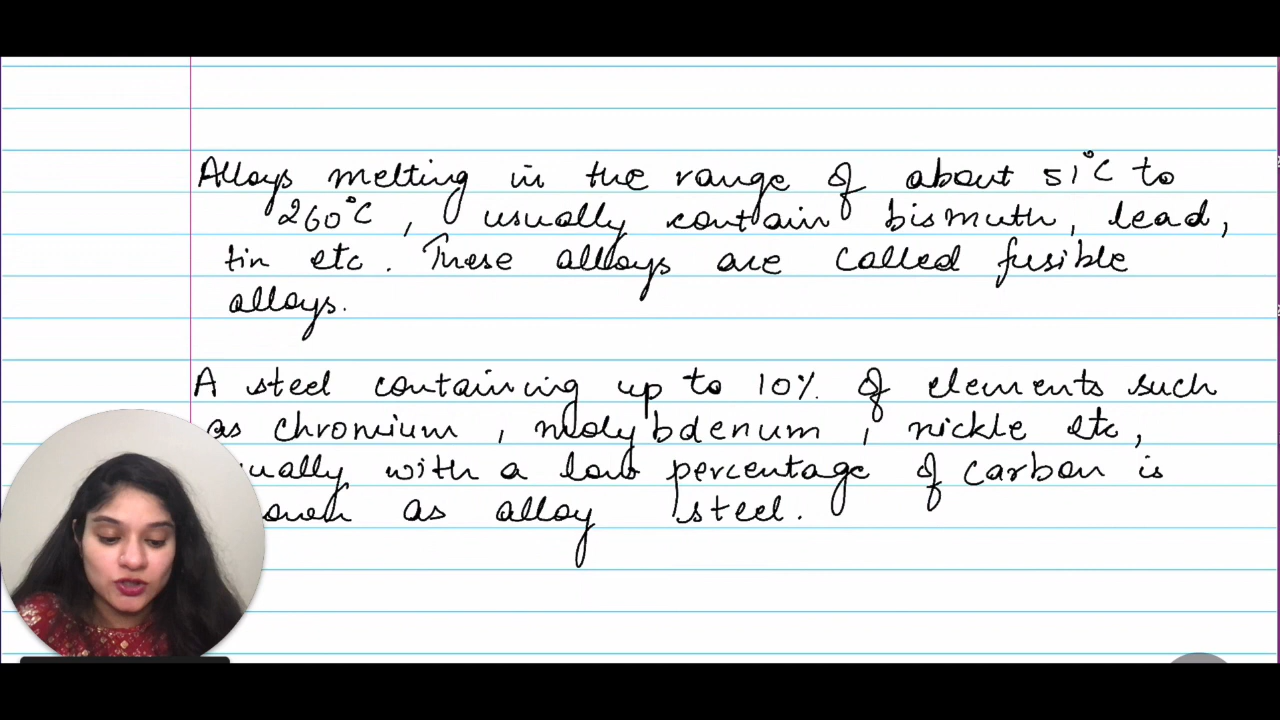 Alloys melting in the range of about 51°C to
260°C, usually contain bismuth, lead,
tin etc. These alloys are called fusible
alloys.
A steel containing up to 10% of elements such
as chromium, molybdenum, nickle etc,
with a low percentage of carbon is
as alloy steel.